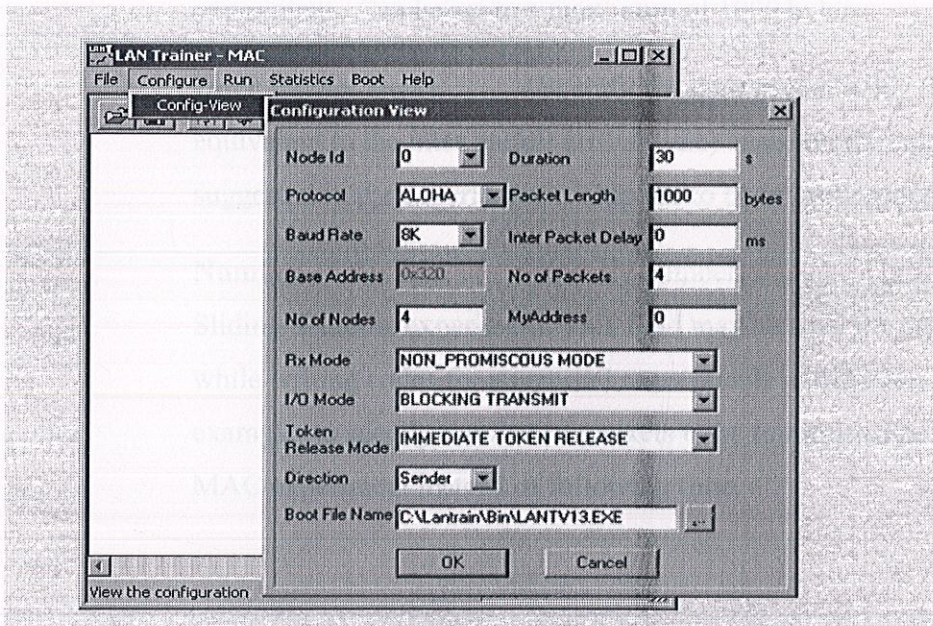 LAN Trainer - MAC
File Configure Run Statistics Boot Help
Config-View
Configuration View
Node Id 0 Duration 30 s
Protocol ALOHA Packet Length 1000 bytes
Baud Rate 8K Inter Packet Delay 0 ms
Base Address 0x320 No of Packets 4
No of Nodes 4 MyAddress 0
Rx Mode NON_PROMISCOUS MODE
I/O Mode BLOCKING TRANSMIT
Token
Release Mode IMMEDIATE TOKEN RELEASE
Direction Sender
Boot File Name C:\Lantrain\Bin\LANTV13.EXE ...
OK Cancel
View the configuration